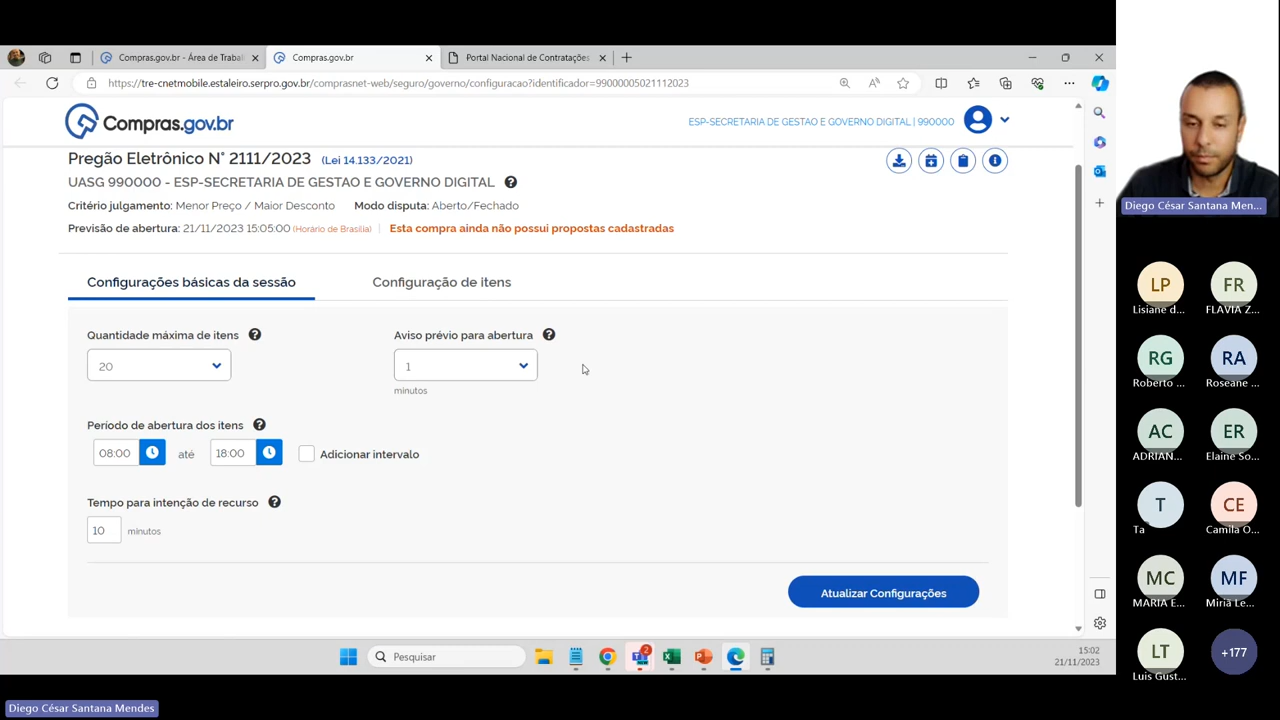 Compras.gov.br - Área de Trabal
Compras.gov.br
Portal Nacional de Contratações
https://tre-cnetmobile.estaleiro.serpro.gov.br/comprasnet-web/seguro/governo/configuracao?identificador=99000005021112023
Compras.gov.br
ESP-SECRETARIA DE GESTAO E GOVERNO DIGITAL | 990000
Pregão Eletrônico N° 2111/2023 (Lei 14.133/2021)
UASG 990000 - ESP-SECRETARIA DE GESTAO E GOVERNO DIGITAL
Critério julgamento: Menor Preço / Maior Desconto Modo disputa: Aberto/Fechado
Previsão de abertura: 21/11/2023 15:05:00 (Horário de Brasília) | Esta compra ainda não possui propostas cadastradas
Configurações básicas da sessão
Configuração de itens
Quantidade máxima de itens
Aviso prévio para abertura
20
1
minutos
Período de abertura dos itens
08:00 até 18:00 Adicionar intervalo
Tempo para intenção de recurso
10 minutos
Atualizar Configurações
Pesquisar
2
15:02
21/11/2023
Diego César Santana Men...
LP
Lisiane d...
FR
FLAVIA Z...
RG
Roberto ...
RA
Roseane ...
AC
ADRIAN...
ER
Elaine So...
T
Ta
CE
Camila O...
MC
MARIA E...
MF
Miriã Le...
LT
Luis Gust...
+177
Diego César Santana Mendes